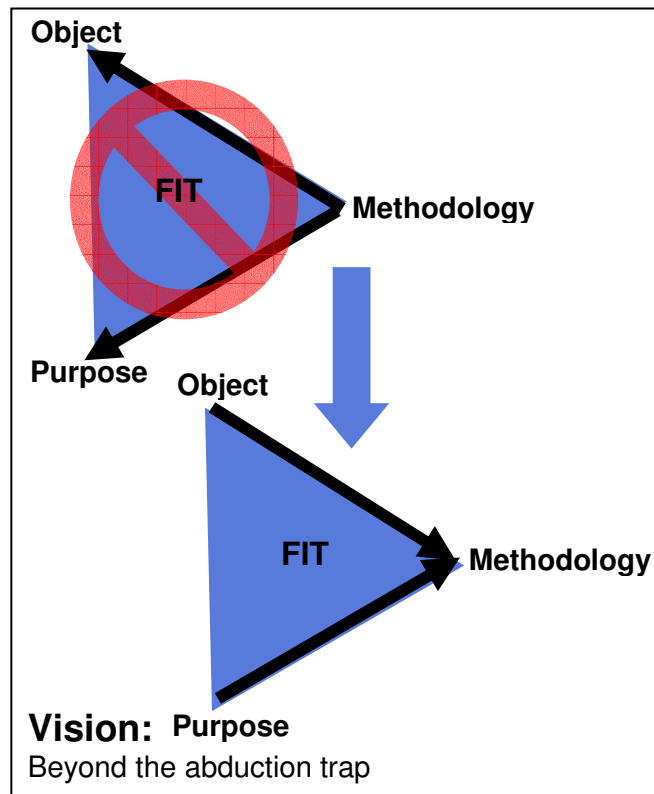 Object
FIT
Methodology
Purpose
Object
FIT
Methodology
Vision: Purpose
Beyond the abduction trap